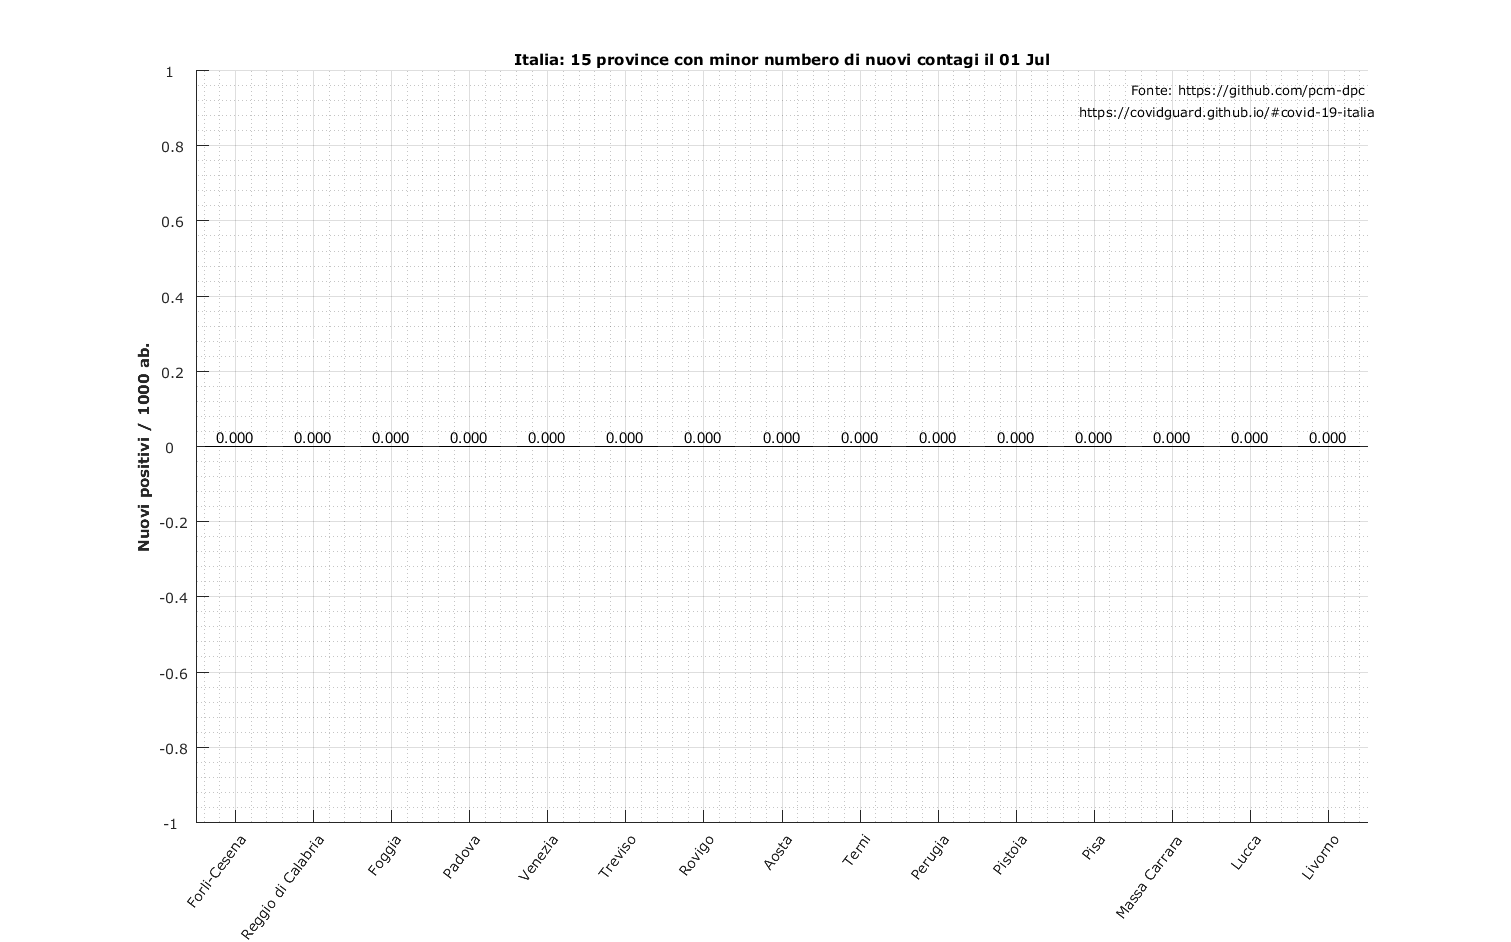 Italia: 15 province con minor numbero di nuovi contagi il 01 Jul
Fonte: https://github.com/pcm-dpc
https://covidguard.github.io/#covid-19-italia
Nuovi positivi / 1000 ab.
1
0.8
0.6
0.4
0.2
0
-0.2
-0.4
-0.6
-0.8
-1
0.000 0.000 0.000 0.000 0.000 0.000 0.000 0.000 0.000 0.000 0.000 0.000 0.000 0.000 0.000
Forlì-Cesena
Reggio di Calabria
Foggia
Padova
Venezia
Treviso
Rovigo
Aosta
Terni
Perugia
Pistoia
Pisa
Massa Carrara
Lucca
Livorno